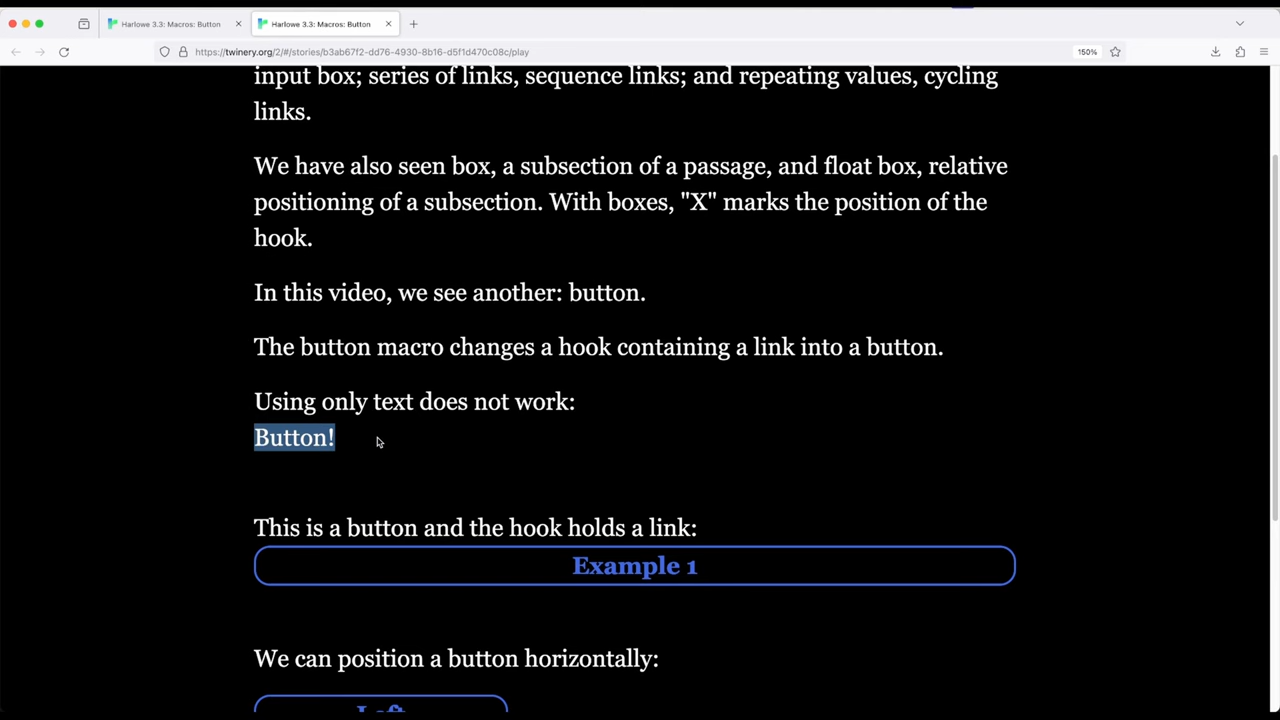 Harlowe 3.3: Macros: Button
Harlowe 3.3: Macros: Button
https://twinery.org/2/#/stories/b3ab67f2-dd76-4930-8b16-d5f1d470c08c/play
150%
input box; series of links, sequence links; and repeating values, cycling
links.
We have also seen box, a subsection of a passage, and float box, relative
positioning of a subsection. With boxes, "X" marks the position of the
hook.
In this video, we see another: button.
The button macro changes a hook containing a link into a button.
Using only text does not work:
Button!
This is a button and the hook holds a link:
Example 1
We can position a button horizontally:
Left